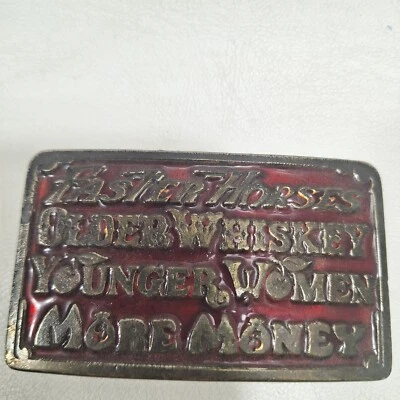 FASTER HORSES
OLDER WHISKEY
YOUNGER WOMEN
MORE MONEY